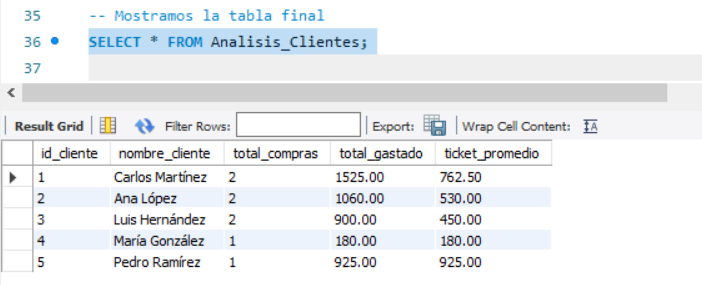 35 -- Mostramos la tabla final
36 SELECT * FROM Analisis_Clientes;
37
Result Grid Filter Rows: Export: Wrap Cell Content:
id_cliente nombre_cliente total_compras total_gastado ticket_promedio
1 Carlos Martínez 2 1525.00 762.50
2 Ana López 2 1060.00 530.00
3 Luis Hernández 2 900.00 450.00
4 María González 1 180.00 180.00
5 Pedro Ramírez 1 925.00 925.00